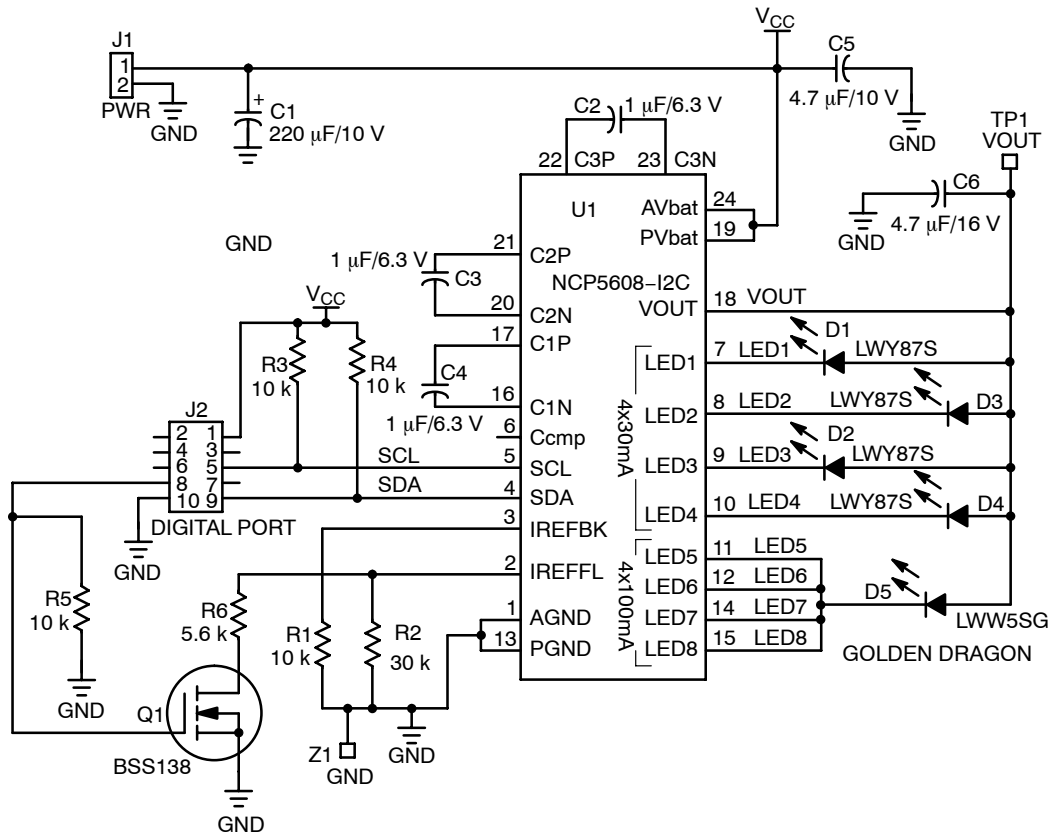 VCC
J1
1
2
PWR
GND
+
C1
220 µF/10 V
C2
1 µF/6.3 V
C5
4.7 µF/10 V
GND
TP1
VOUT
22
C3P
23
C3N
U1
AVbat
24
PVbat
19
C6
4.7 µF/16 V
GND
GND
21
C2P
1 µF/6.3 V
C3
NCP5608–I2C
20
C2N
VOUT
18
VOUT
VCC
17
C1P
R3
10 k
R4
10 k
C4
16
C1N
1 µF/6.3 V
6
Ccmp
LED1
7
LED1
D1
LWY87S
4x30mA
LED2
8
LED2
LWY87S
D3
LED3
9
LED3
D2
LWY87S
LED4
10
LED4
LWY87S
D4
J2
2
1
4
3
6
5
8
7
10
9
DIGITAL PORT
GND
SCL
5
SCL
SDA
4
SDA
3
IREFBK
2
IREFFL
1
AGND
13
PGND
4x100mA
LED5
11
LED5
LED6
12
LED6
LED7
14
LED7
LED8
15
LED8
D5
LWW5SG
GOLDEN DRAGON
R5
10 k
GND
R6
5.6 k
R1
10 k
R2
30 k
Q1
BSS138
GND
Z1
GND
GND